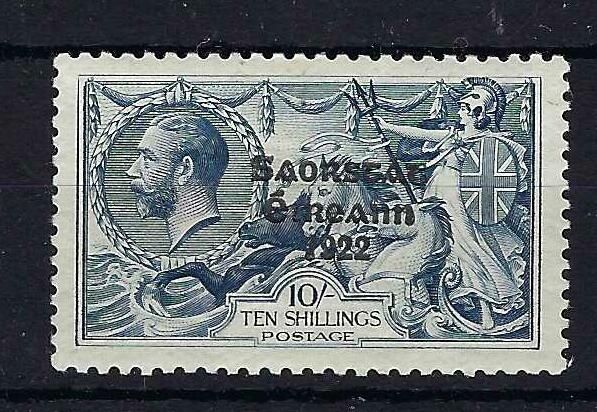 Saorstát
Éireann
1922
10/-
TEN SHILLINGS
POSTAGE